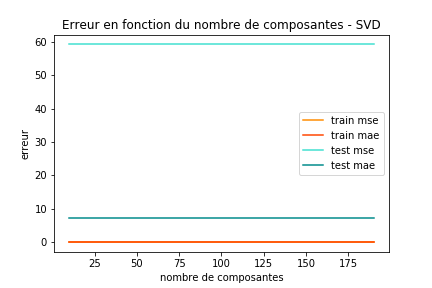 Erreur en fonction du nombre de composantes - SVD
60
50
40
30
20
10
0
erreur
train mse
train mae
test mse
test mae
25 50 75 100 125 150 175
nombre de composantes